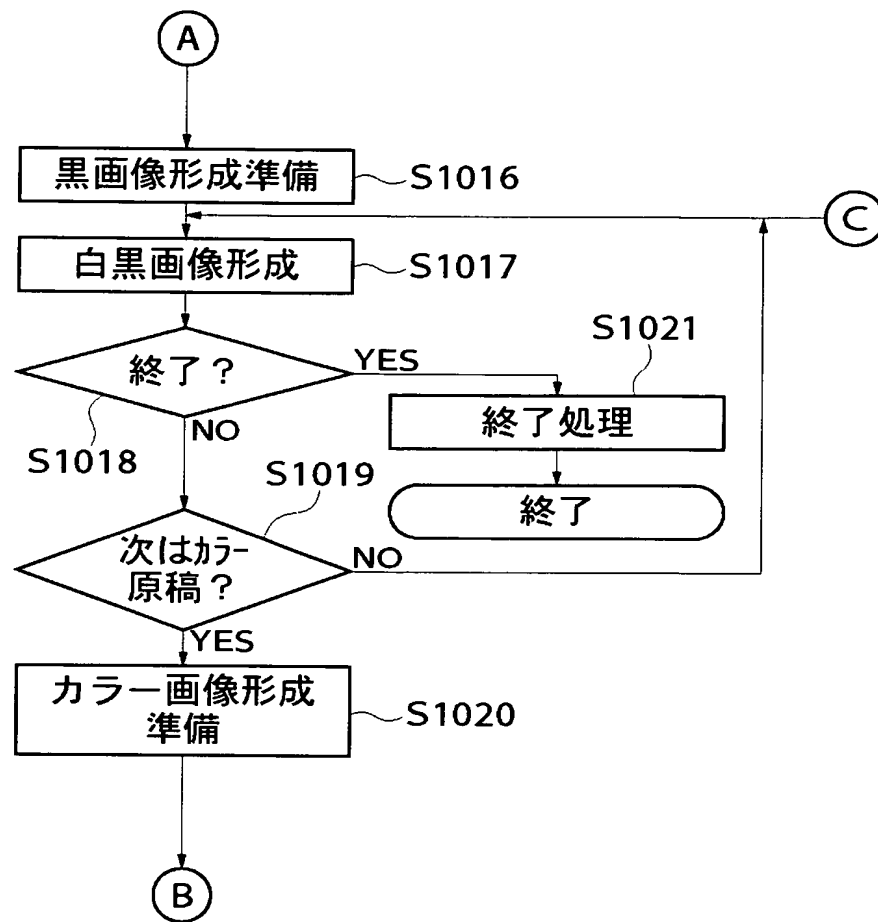 A
黒画像形成準備
S1016
C
白黒画像形成
S1017
S1021
終了?
YES
終了処理
NO
S1018
S1019
終了
次はｶﾗｰ
原稿?
NO
YES
カラー画像形成
準備
S1020
B